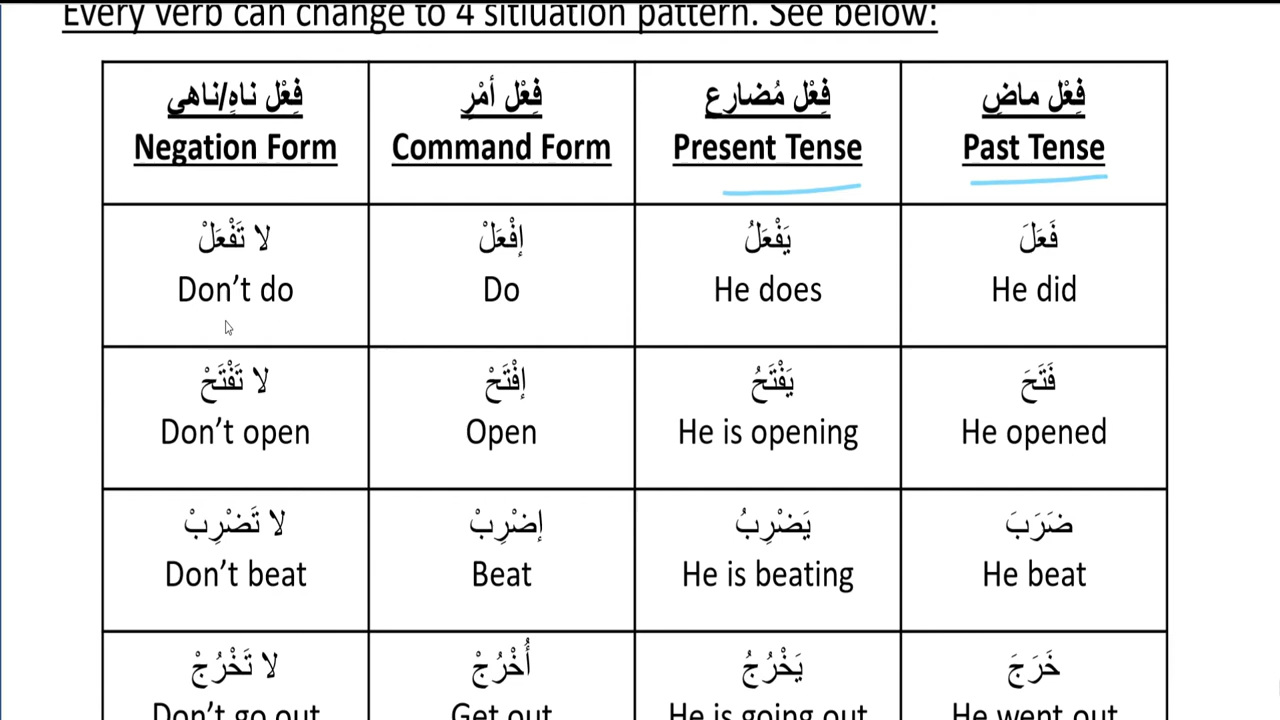 Every verb can change to 4 sitiuation pattern. See below:
فِعْل ماضِ فِعْل مُضارِع فِعْل أمْرِ فِعْل ناهٍ/ناهي
Negation Form Command Form Present Tense Past Tense
فَعَلَ يَفْعَلُ إفْعَلْ لا تَفْعَلْ
Don’t do Do He does He did
فَتَحَ يَفْتَحُ إفْتَحْ لا تَفْتَحْ
Don’t open Open He is opening He opened
ضَرَبَ يَضْرِبُ إضْرِبْ لا تَضْرِبْ
Don’t beat Beat He is beating He beat
خَرَجَ يَخْرُجُ أُخْرُجْ لا تَخْرُجْ
Don’t go out Get out He is going out He went out